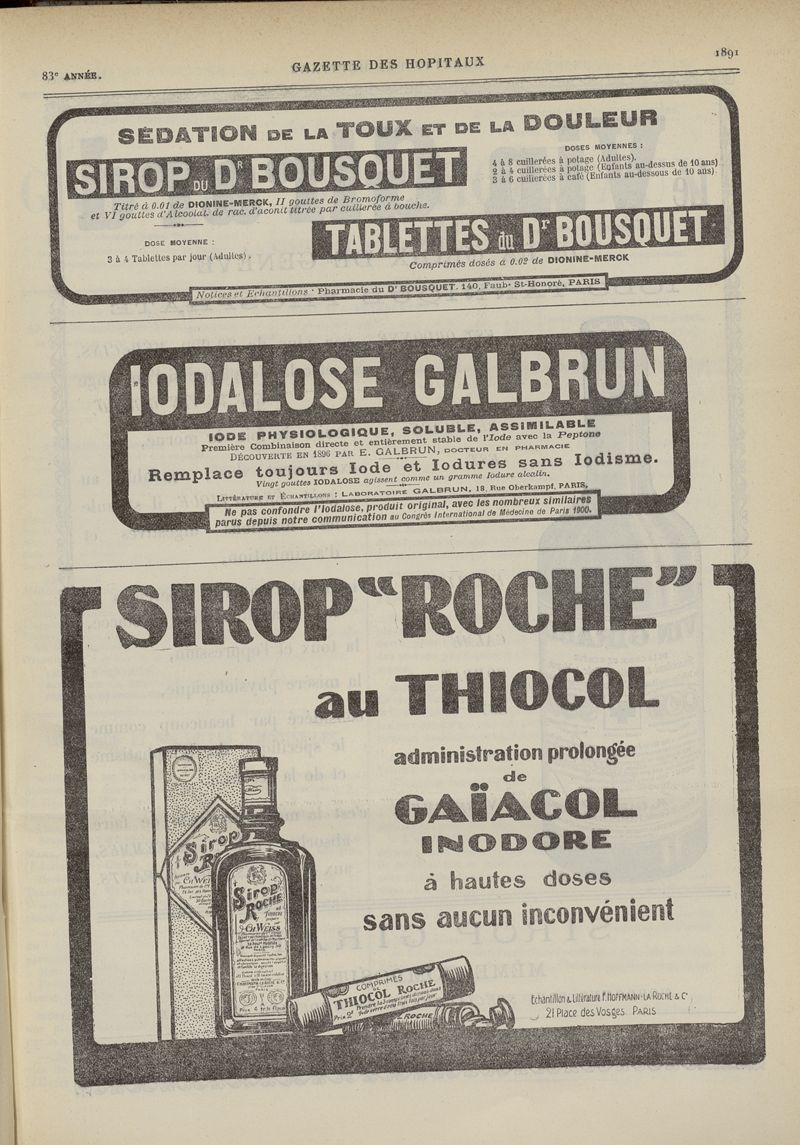 83e ANNÉE.
GAZETTE DES HOPITAUX
1891
SÉDATION DE LA TOUX ET DE LA DOULEUR
SIROP DU Dr BOUSQUET
Titré à 0.01 de DIONINE-MERCK, II gouttes de Bromoforme
et VI gouttes d'Alcoolat. de rac. d'aconit titrée par cuillerée à bouche.
DOSES MOYENNES :
4 à 8 cuillerées à potage (Adultes).
2 à 4 cuillerées à potage (Enfants au-dessus de 10 ans)
2 à 6 cuillerées à café (Enfants au-dessous de 10 ans)
DOSE MOYENNE :
3 à 4 Tablettes par jour (Adultes).
TABLETTES du Dr BOUSQUET
Comprimés dosés à 0.02 de DIONINE-MERCK
Notices et Echantillons : Pharmacie du Dr BOUSQUET. 140, Faubg St-Honoré, PARIS
IODALOSE GALBRUN
IODE PHYSIOLOGIQUE, SOLUBLE, ASSIMILABLE
Première Combinaison directe et entièrement stable de l'Iode avec la Peptone
DÉCOUVERTE EN 1896 PAR E. GALBRUN, DOCTEUR EN PHARMACIE
Remplace toujours Iode et Iodures sans Iodisme.
Vingt gouttes IODALOSE agissent comme un gramme Iodure alcalin.
LITTÉRATURE ET ÉCHANTILLONS : LABORATOIRE GALBRUN, 18, Rue Oberkampf, PARIS,
Ne pas confondre l'Iodalose, produit original, avec les nombreux similaires
parus depuis notre communication au Congrès International de Médecine de Paris 1900.
SIROP "ROCHE"
au THIOCOL
administration prolongée
de
GAÏACOL
INODORE
à hautes doses
sans aucun inconvénient
Sirop
Sirop
ROCHE
au
THIOCOL
CH WEISS
COMPRIMÉS
DE
THIOCOL ROCHE
ROCHE
Echantillon & Littérature F. HOFFMANN-LA ROCHE & Cie
21 Place des Vosges. PARIS